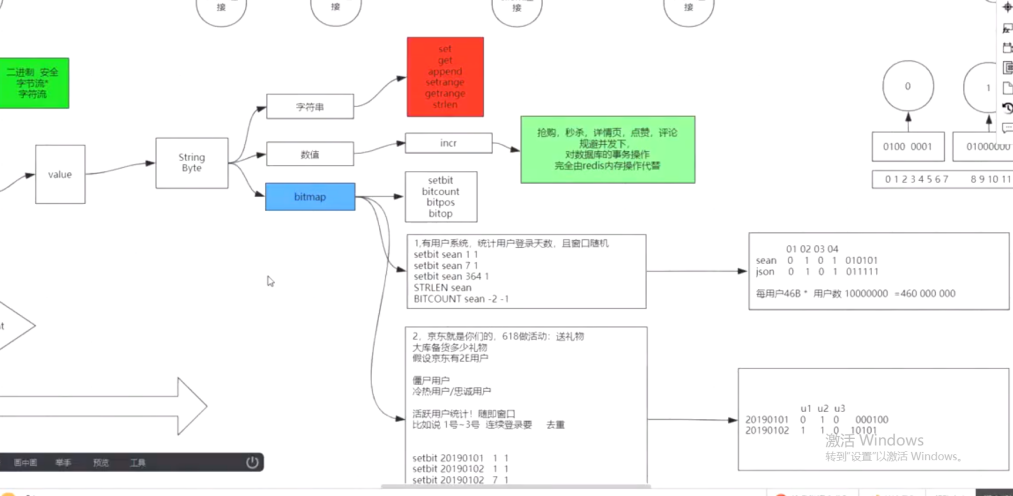 接
接
接
接
二进制 安全
字节流*
字符流
value
String
Byte
字符串
数值
bitmap
set
get
append
setrange
getrange
strlen
incr
抢购，秒杀，详情页，点赞，评论
规避并发下，
对数据库的事务操作
完全由redis内存操作代替
setbit
bitcount
bitpos
bitop
0
1
0100 0001
0 1 2 3 4 5 6 7
8 9 10 11
1,有用户系统，统计用户登录天数，且窗口随机
setbit sean 1 1
setbit sean 7 1
setbit sean 364 1
STRLEN sean
BITCOUNT sean -2 -1
01 02 03 04
sean 0 1 0 1 010101
json 0 1 0 1 011111
每用户46B * 用户数 10000000 =460 000 000
2，京东就是你们的，618做活动：送礼物
大库备货多少礼物
假设京东有2E用户
僵尸用户
冷热用户/忠诚用户
活跃用户统计！随即窗口
比如说 1号~3号 连续登录要 去重
setbit 20190101 1 1
setbit 20190102 1 1
setbit 20190102 7 1
u1 u2 u3
20190101 0 1 0 000100
20190102 1 1 0 10101
激活 Windows
转到"设置"以激活 Windows。
画中画 举手 预览 工具